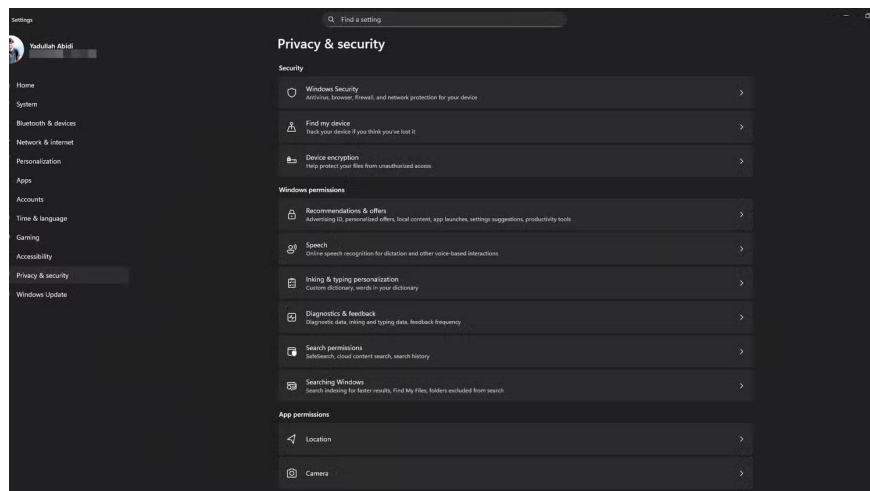 Settings
Find a setting
Yadullah Abidi
Home
System
Bluetooth & devices
Network & internet
Personalization
Apps
Accounts
Time & language
Gaming
Accessibility
Privacy & security
Windows Update
Privacy & security
Security
Windows Security
Antivirus, browser, firewall, and network protection for your device
Find my device
Track your device if you think you've lost it
Device encryption
Help protect your files from unauthorized access
Windows permissions
Recommendations & offers
Advertising ID, personalized offers, local content, app launches, settings suggestions, productivity tools
Speech
Online speech recognition for dictation and other voice-based interactions
Inking & typing personalization
Custom dictionary, words in your dictionary
Diagnostics & feedback
Diagnostic data, inking and typing data, feedback frequency
Search permissions
SafeSearch, cloud content search, search history
Searching Windows
Search indexing for faster results, Find My Files, folders excluded from search
App permissions
Location
Camera